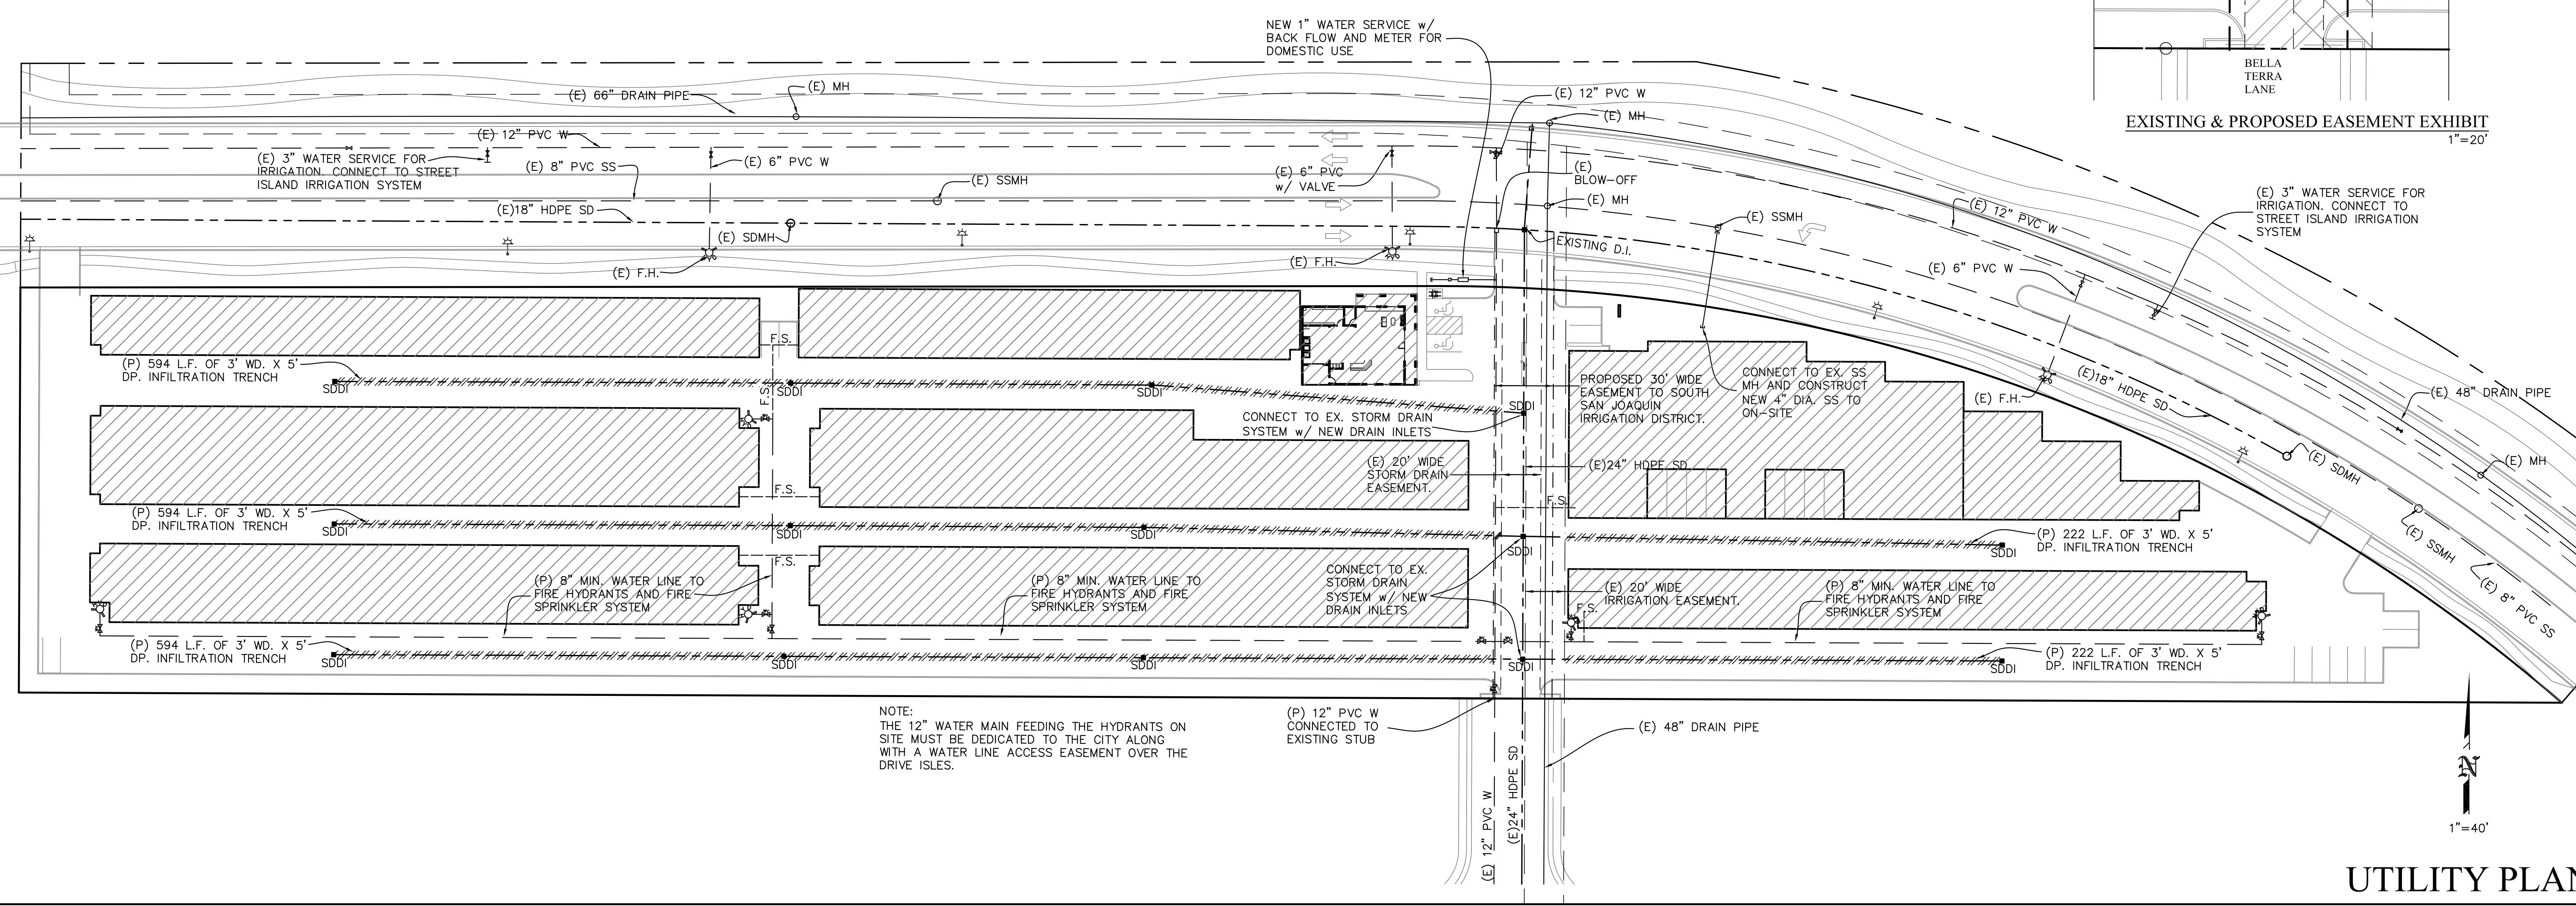 NEW 1" WATER SERVICE w/
BACK FLOW AND METER FOR
DOMESTIC USE
BELLA
TERRA
LANE
EXISTING & PROPOSED EASEMENT EXHIBIT
1"=20'
(E) 66" DRAIN PIPE
(E) MH
(E) 12" PVC W
(E) MH
(E) 12" PVC W
(E) 3" WATER SERVICE FOR
IRRIGATION. CONNECT TO STREET
ISLAND IRRIGATION SYSTEM
(E) 8" PVC SS
(E) 6" PVC W
(E) SSMH
(E) 6" PVC
w/ VALVE
(E)
BLOW-OFF
(E) MH
(E)18" HDPE SD
(E) SDMH
(E) F.H.
(E) F.H.
EXISTING D.I.
(E) SSMH
(E) 12" PVC W
(E) 3" WATER SERVICE FOR
IRRIGATION. CONNECT TO
STREET ISLAND IRRIGATION
SYSTEM
(E) 6" PVC W
(E) F.H.
(E)18" HDPE SD
(E) 48" DRAIN PIPE
(E) MH
(E) SDMH
(E) SSMH
(E) 8" PVC SS
F.S.
F.S.
(P) 594 L.F. OF 3' WD. X 5'
DP. INFILTRATION TRENCH
SDDI
SDDI
SDDI
SDDI
CONNECT TO EX. STORM DRAIN
SYSTEM w/ NEW DRAIN INLETS
PROPOSED 30' WIDE
EASEMENT TO SOUTH
SAN JOAQUIN
IRRIGATION DISTRICT.
CONNECT TO EX. SS
MH AND CONSTRUCT
NEW 4" DIA. SS TO
ON-SITE
(E) 20' WIDE
STORM DRAIN
EASEMENT.
(E)24" HDPE SD
F.S.
F.S.
(P) 594 L.F. OF 3' WD. X 5'
DP. INFILTRATION TRENCH
SDDI
SDDI
SDDI
SDDI
(P) 222 L.F. OF 3' WD. X 5'
DP. INFILTRATION TRENCH
SDDI
F.S.
(P) 8" MIN. WATER LINE TO
FIRE HYDRANTS AND FIRE
SPRINKLER SYSTEM
(P) 8" MIN. WATER LINE TO
FIRE HYDRANTS AND FIRE
SPRINKLER SYSTEM
CONNECT TO EX.
STORM DRAIN
SYSTEM w/ NEW
DRAIN INLETS
(E) 20' WIDE
IRRIGATION EASEMENT.
F.S.
(P) 8" MIN. WATER LINE TO
FIRE HYDRANTS AND FIRE
SPRINKLER SYSTEM
(P) 594 L.F. OF 3' WD. X 5'
DP. INFILTRATION TRENCH
SDDI
SDDI
SDDI
SDDI
(P) 222 L.F. OF 3' WD. X 5'
DP. INFILTRATION TRENCH
SDDI
NOTE:
THE 12" WATER MAIN FEEDING THE HYDRANTS ON
SITE MUST BE DEDICATED TO THE CITY ALONG
WITH A WATER LINE ACCESS EASEMENT OVER THE
DRIVE ISLES.
(P) 12" PVC W
CONNECTED TO
EXISTING STUB
(E) 48" DRAIN PIPE
(E) 12" PVC W
(E)24" HDPE SD
N
1"=40'
UTILITY PLAN